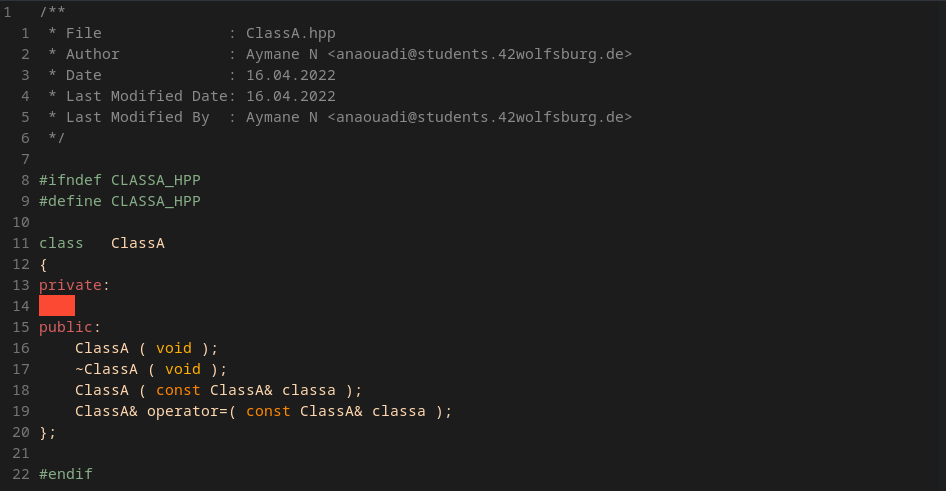 1   /**
  1  * File              : ClassA.hpp
  2  * Author            : Aymane N <anaouadi@students.42wolfsburg.de>
  3  * Date              : 16.04.2022
  4  * Last Modified Date: 16.04.2022
  5  * Last Modified By  : Aymane N <anaouadi@students.42wolfsburg.de>
  6  */
  7
  8 #ifndef CLASSA_HPP
  9 #define CLASSA_HPP
 10
 11 class   ClassA
 12 {
 13 private:
 14
 15 public:
 16     ClassA ( void );
 17     ~ClassA ( void );
 18     ClassA ( const ClassA& classa );
 19     ClassA& operator=( const ClassA& classa );
 20 };
 21
 22 #endif